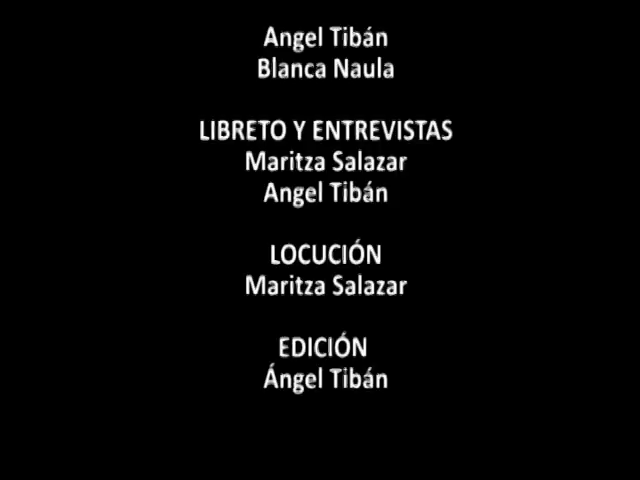 Angel Tibán
Blanca Naula
LIBRETO Y ENTREVISTAS
Maritza Salazar
Angel Tibán
LOCUCIÓN
Maritza Salazar
EDICIÓN
Ángel Tibán